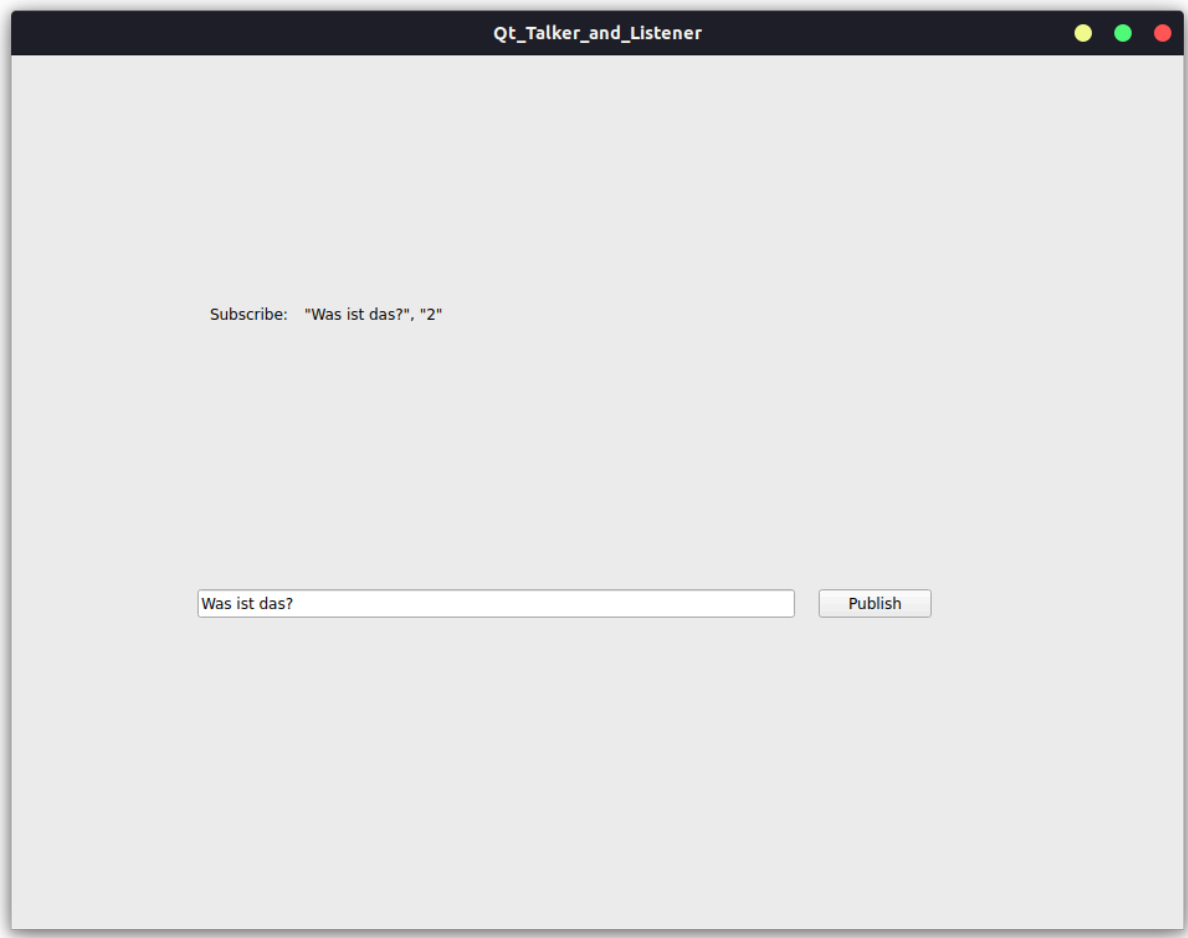 Qt_Talker_and_Listener
Subscribe: "Was ist das?", "2"
Was ist das? Publish